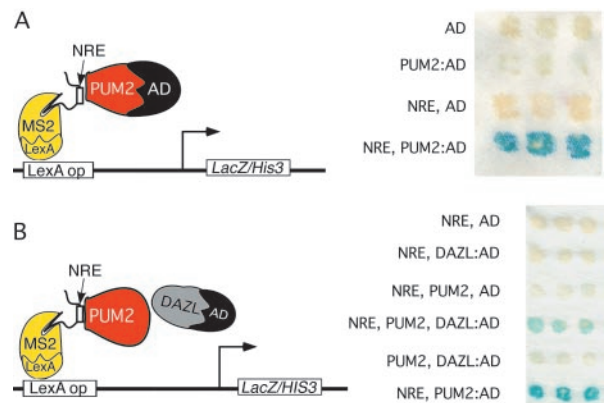 A
NRE
PUM2
AD
MS2
LexA
LexA op
LacZ/His3
AD
PUM2:AD
NRE, AD
NRE, PUM2:AD
B
NRE
PUM2
DAZL
AD
MS2
LexA
LexA op
LacZ/HIS3
NRE, AD
NRE, DAZL:AD
NRE, PUM2, AD
NRE, PUM2, DAZL:AD
PUM2, DAZL:AD
NRE, PUM2:AD